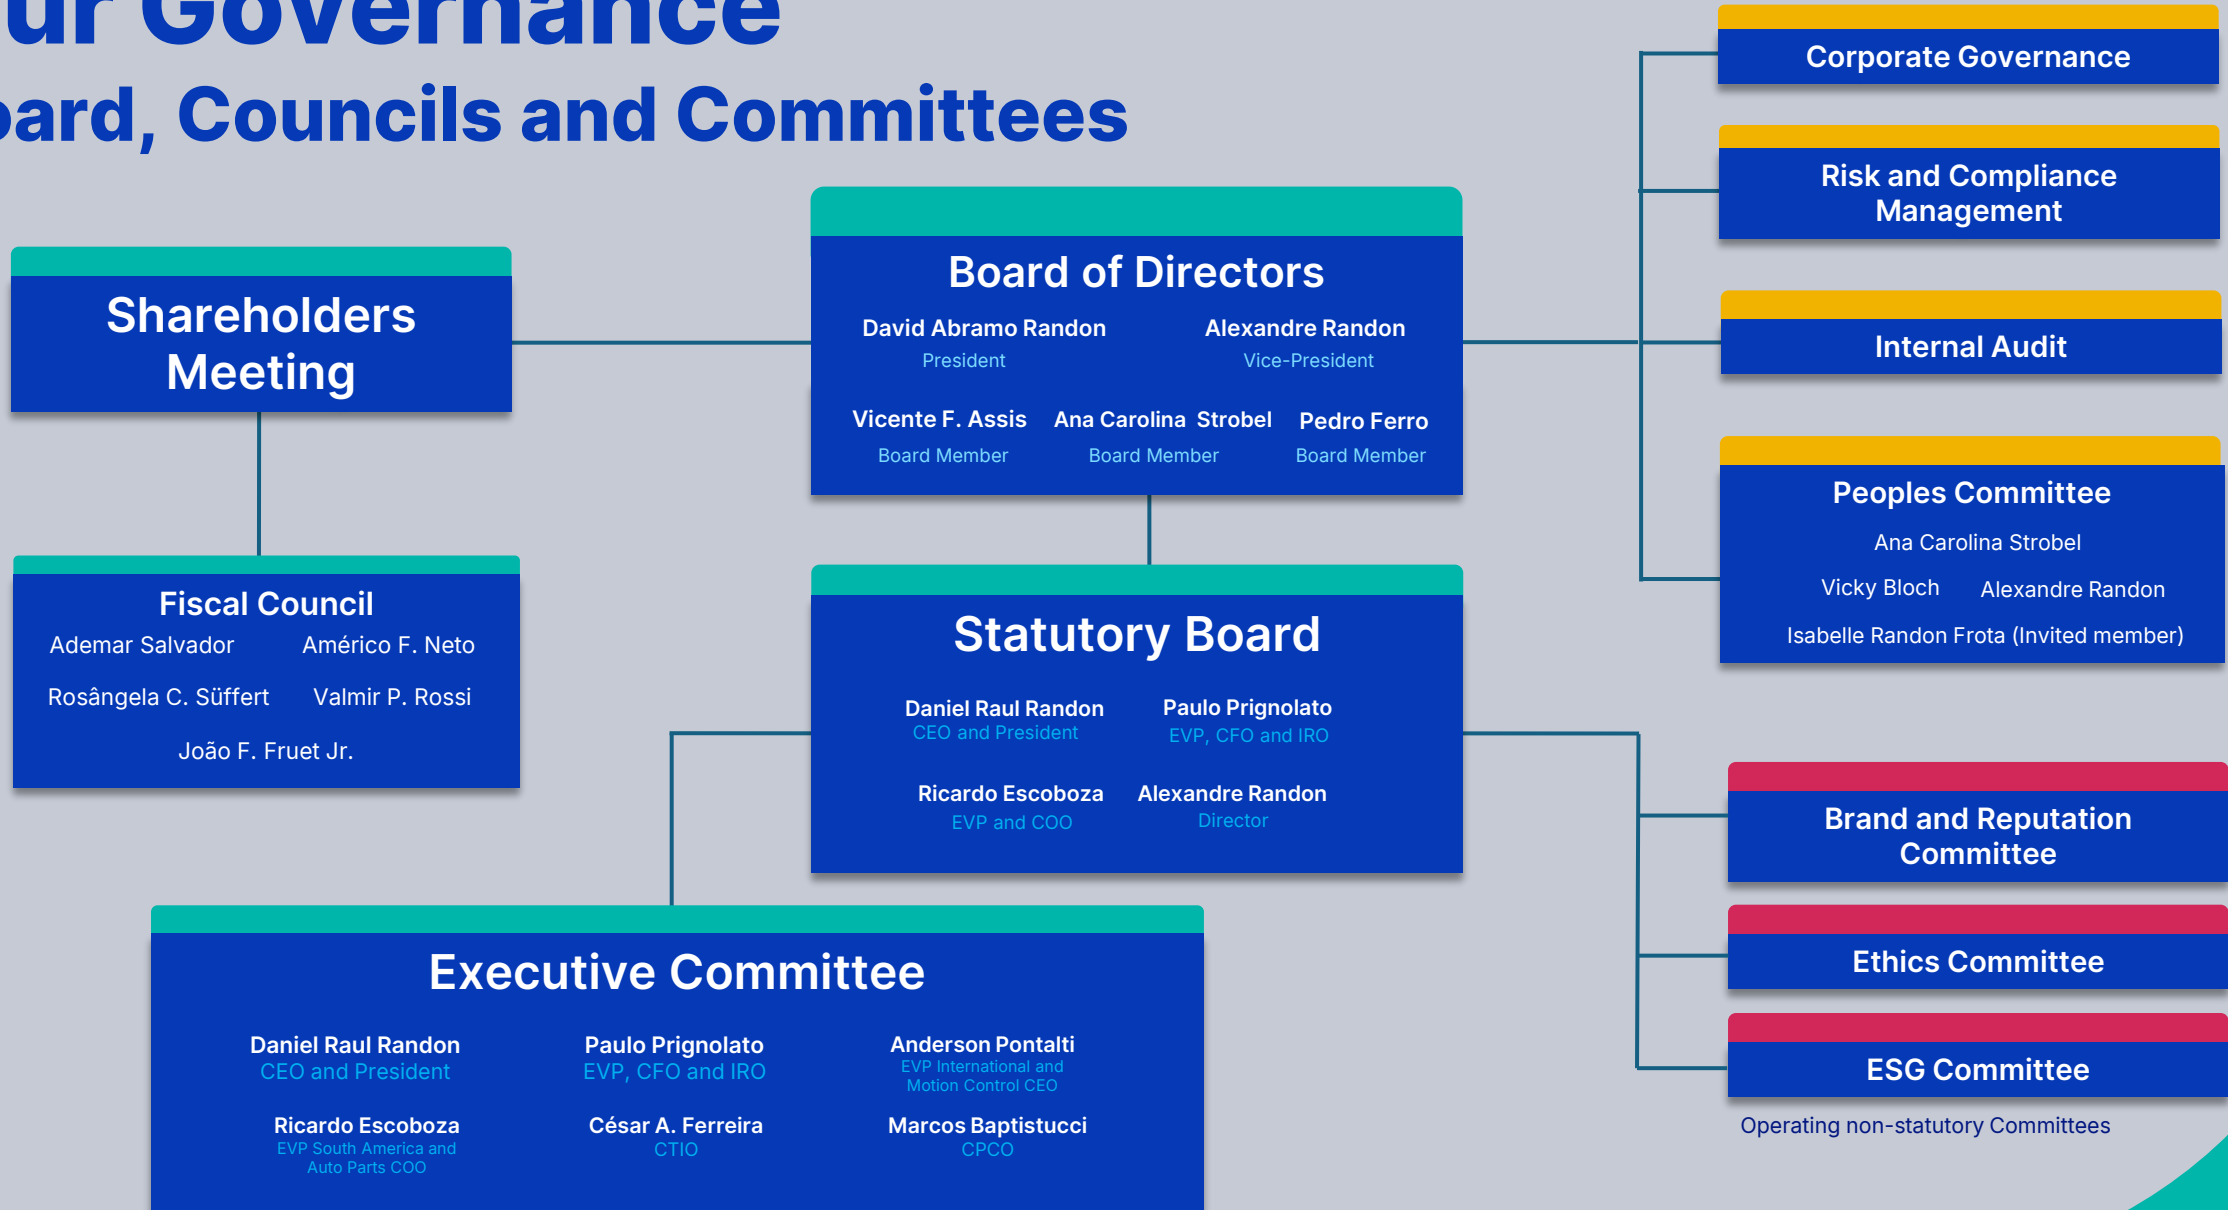 ur Governance
oard, Councils and Committees
Shareholders
Meeting
Fiscal Council
Ademar Salvador Américo F. Neto
Rosângela C. Süffert Valmir P. Rossi
João F. Fruet Jr.
Board of Directors
David Abramo Randon Alexandre Randon
President Vice-President
Vicente F. Assis Ana Carolina Strobel Pedro Ferro
Board Member Board Member Board Member
Statutory Board
Daniel Raul Randon Paulo Prignolato
CEO and President EVP, CFO and IRO
Ricardo Escoboza Alexandre Randon
EVP and COO Director
Executive Committee
Daniel Raul Randon Paulo Prignolato Anderson Pontalti
CEO and President EVP, CFO and IRO EVP International and
Motion Control CEO
Ricardo Escoboza César A. Ferreira Marcos Baptistucci
EVP South America and CTIO CPCO
Auto Parts COO
Corporate Governance
Risk and Compliance
Management
Internal Audit
Peoples Committee
Ana Carolina Strobel
Vicky Bloch Alexandre Randon
Isabelle Randon Frota (Invited member)
Brand and Reputation
Committee
Ethics Committee
ESG Committee
Operating non-statutory Committees